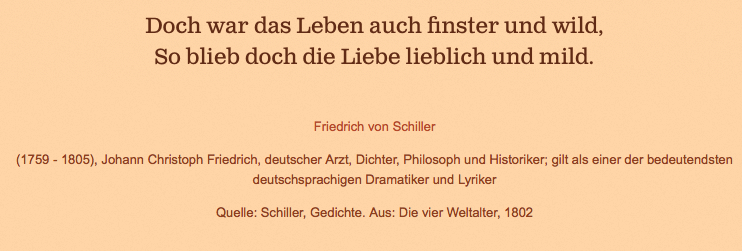 Doch war das Leben auch finster und wild,
So blieb doch die Liebe lieblich und mild.
Friedrich von Schiller
(1759 - 1805), Johann Christoph Friedrich, deutscher Arzt, Dichter, Philosoph und Historiker; gilt als einer der bedeutendsten
deutschsprachigen Dramatiker und Lyriker
Quelle: Schiller, Gedichte. Aus: Die vier Weltalter, 1802